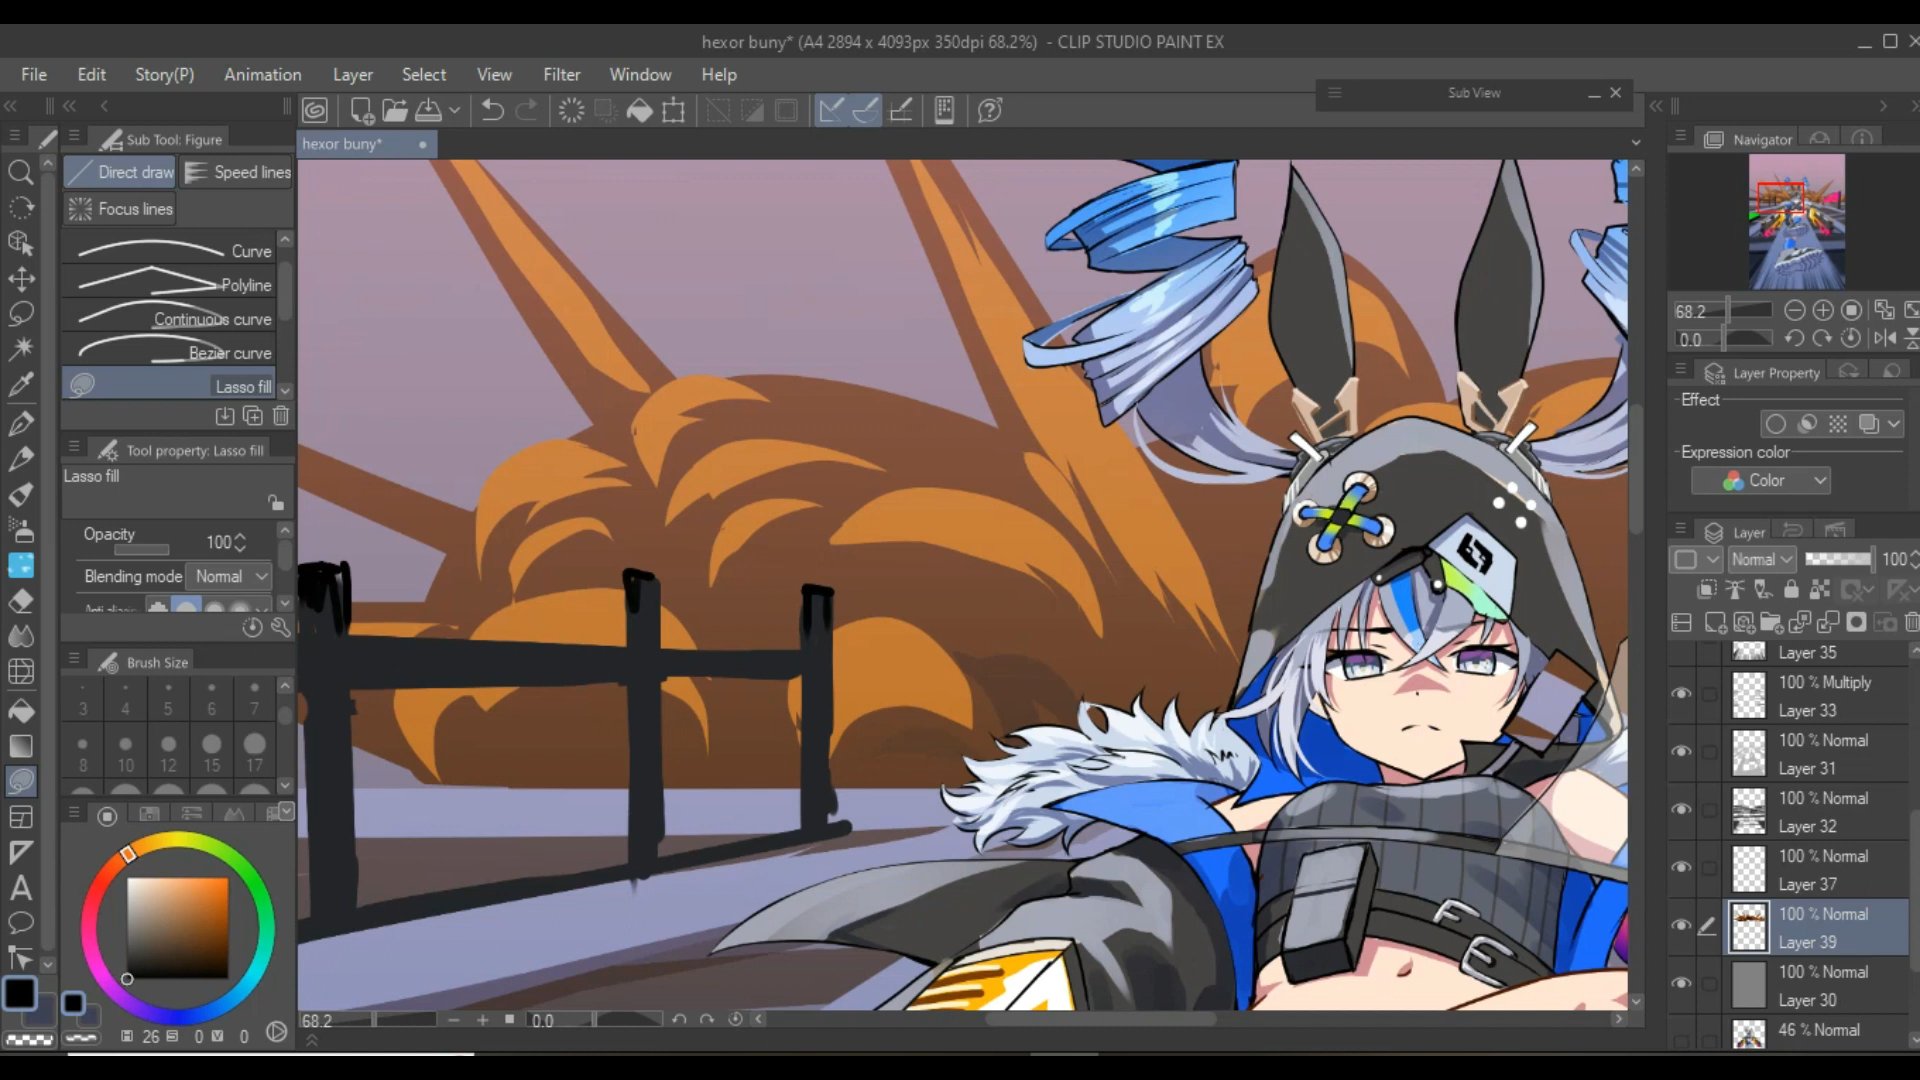 hexor buny* (A4 2894 x 4093px 350dpi 68.2%) - CLIP STUDIO PAINT EX
File Edit Story(P) Animation Layer Select View Filter Window Help
Sub View
Sub Tool: Figure
hexor buny*
Navigator
Direct draw
Speed lines
Focus lines
Curve
Polyline
Continuous curve
Bezier curve
Lasso fill
68.2
0.0
Layer Property
Effect
Expression color
Color
Tool property: Lasso fill
Lasso fill
Opacity 100
Blending mode Normal
Layer
Normal 100
Brush Size
3 4 5 6 7
8 10 12 15 17
Layer 35
100 % Multiply
Layer 33
100 % Normal
Layer 31
100 % Normal
Layer 32
100 % Normal
Layer 37
100 % Normal
Layer 39
100 % Normal
Layer 30
46 % Normal
68.2 0.0
H 26 S 0 V 0